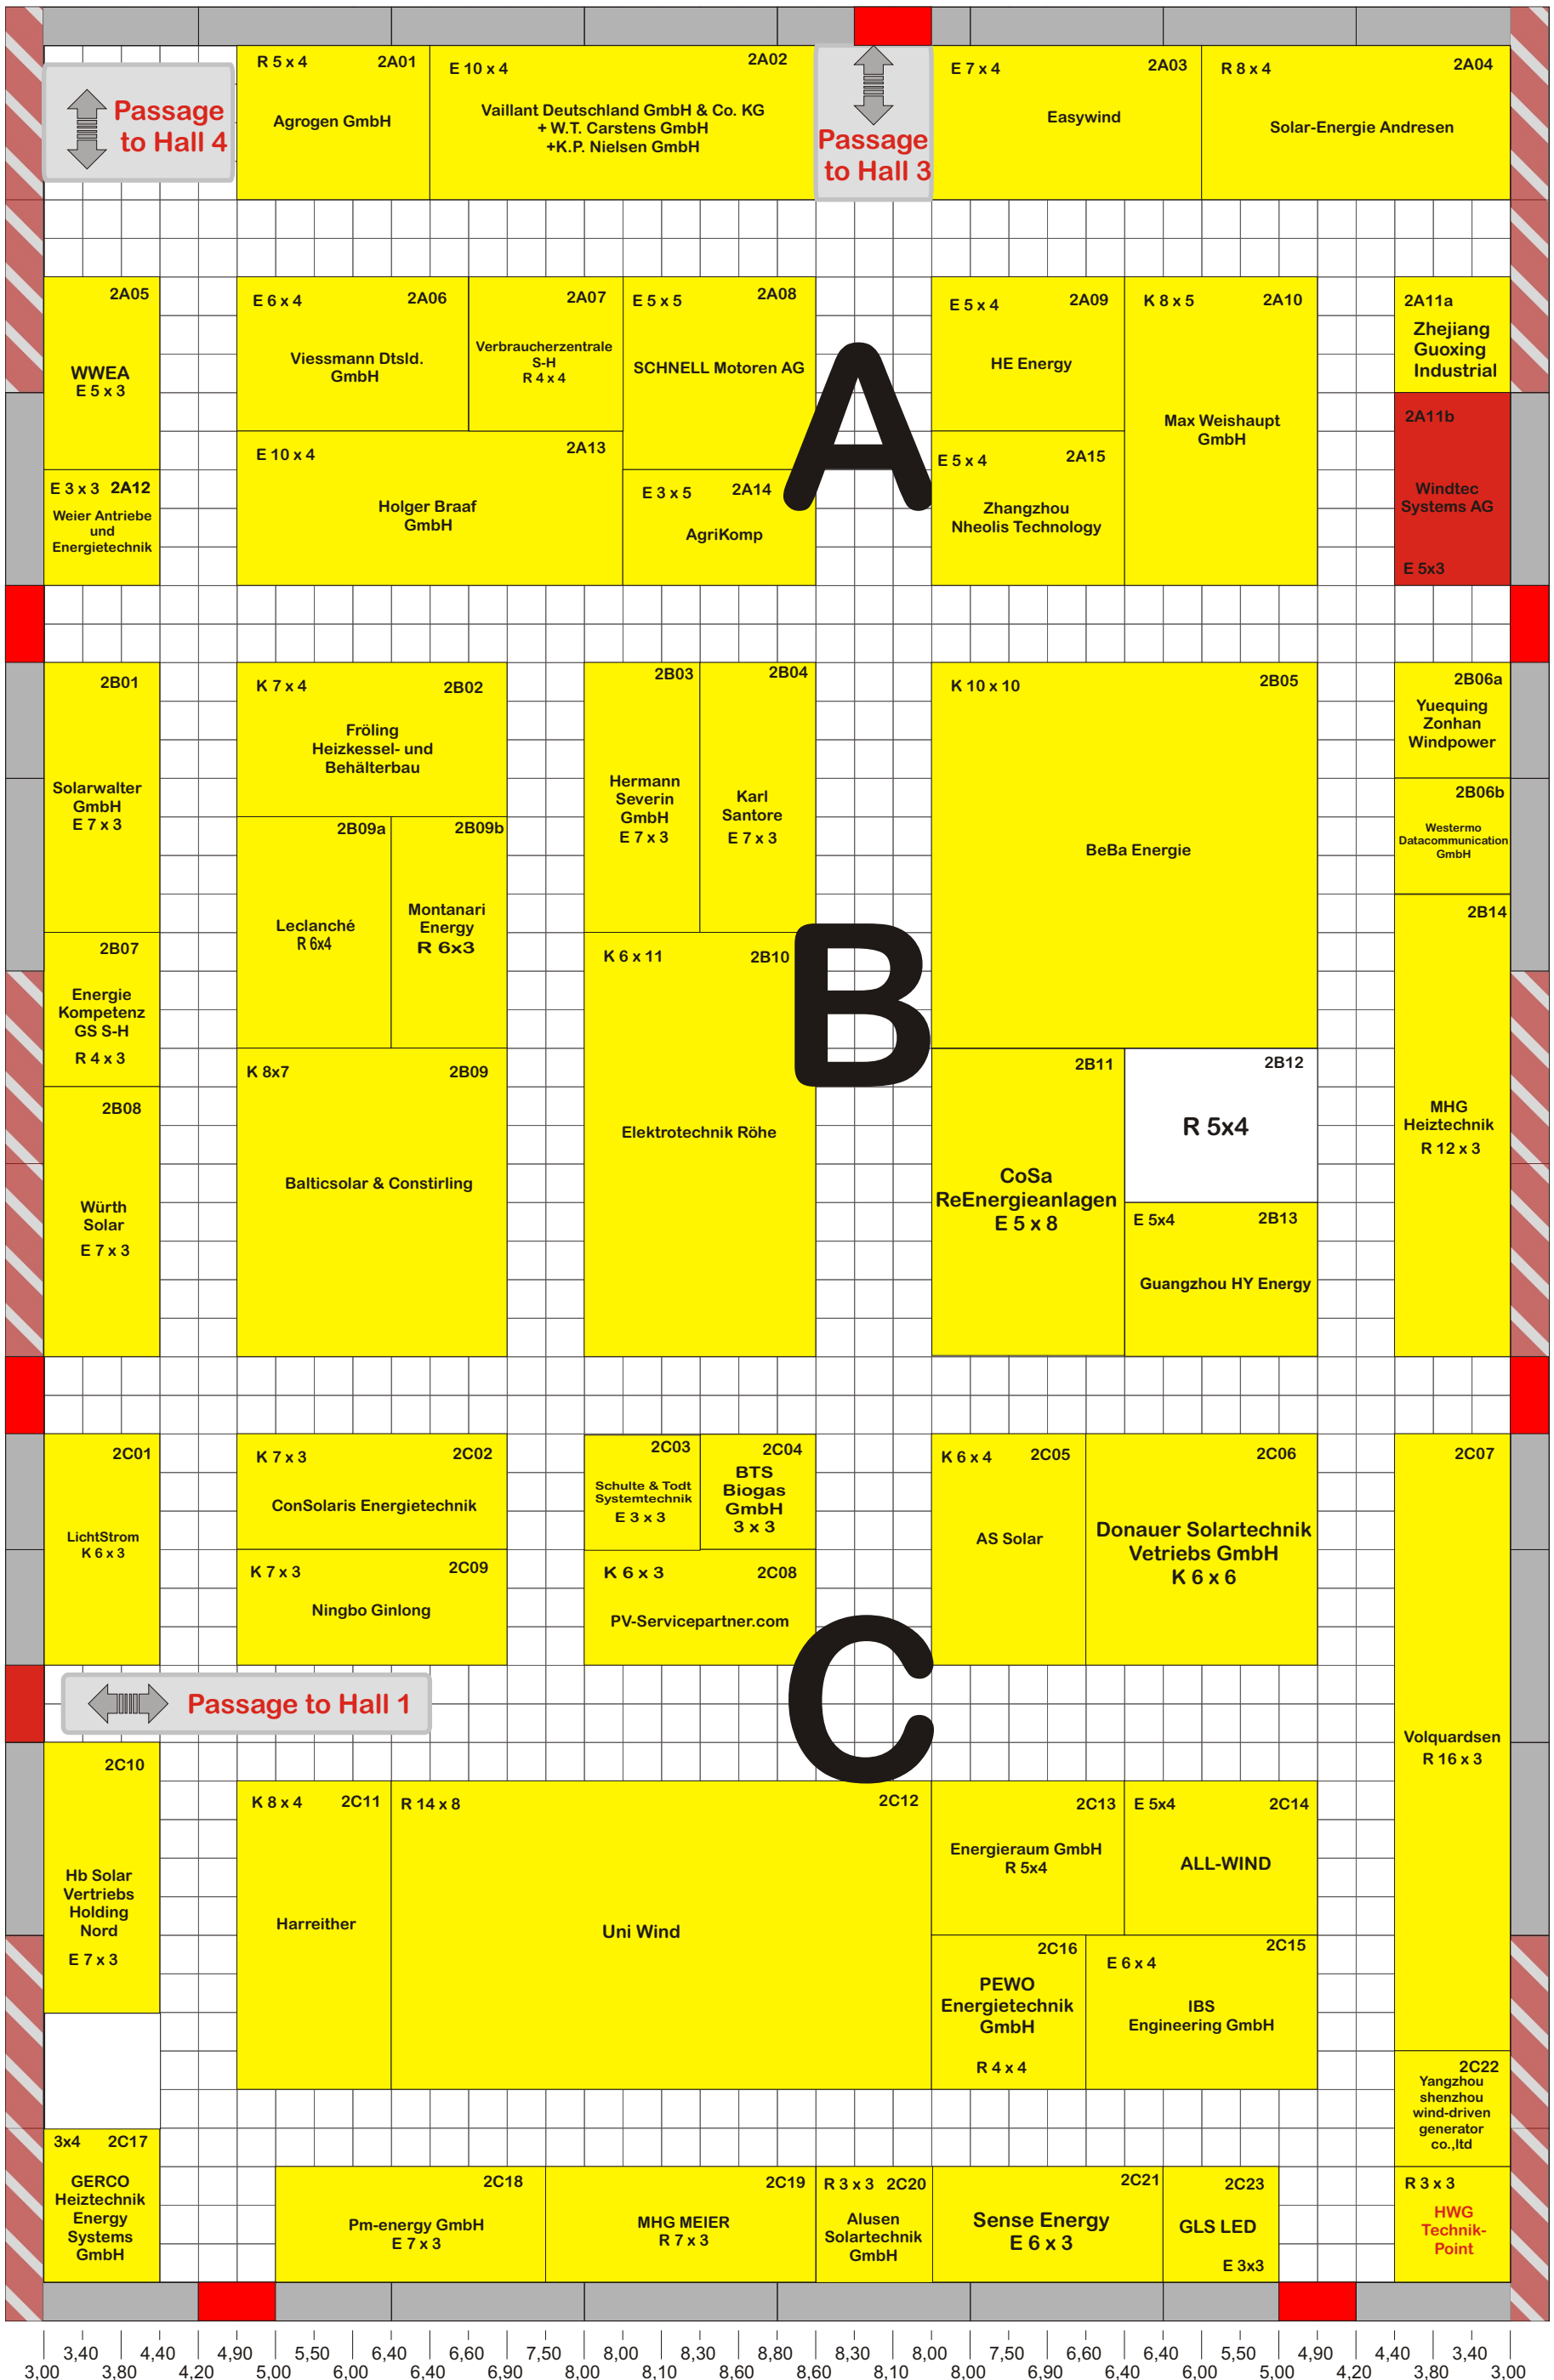 R 5 x 4 2A01
Agrogen GmbH
E 10 x 4 2A02
Vaillant Deutschland GmbH & Co. KG
+ W.T. Carstens GmbH
+K.P. Nielsen GmbH
E 7 x 4 2A03
Easywind
R 8 x 4 2A04
Solar-Energie Andresen
Passage
to Hall 4
Passage
to Hall 3
2A05
WWEA
E 5 x 3
E 6 x 4 2A06
Viessmann Dtsld.
GmbH
2A07
Verbraucherzentrale
S-H
R 4 x 4
E 5 x 5 2A08
SCHNELL Motoren AG
A
E 5 x 4 2A09
HE Energy
K 8 x 5 2A10
Max Weishaupt
GmbH
2A11a
Zhejiang
Guoxing
Industrial
2A11b
Windtec
Systems AG
E 5x3
E 3 x 3 2A12
Weier Antriebe
und
Energietechnik
E 10 x 4 2A13
Holger Braaf
GmbH
E 3 x 5 2A14
AgriKomp
E 5 x 4 2A15
Zhangzhou
Nheolis Technology
2B01
Solarwalter
GmbH
E 7 x 3
K 7 x 4 2B02
Fröling
Heizkessel- und
Behälterbau
2B03
Hermann
Severin
GmbH
E 7 x 3
2B04
Karl
Santore
E 7 x 3
K 10 x 10 2B05
BeBa Energie
2B06a
Yuequing
Zonhan
Windpower
2B06b
Westermo
Datacommunication
GmbH
2B07
Energie
Kompetenz
GS S-H
R 4 x 3
2B08
Würth
Solar
E 7 x 3
2B09a
Leclanché
R 6x4
2B09b
Montanari
Energy
R 6x3
K 8x7 2B09
Balticsolar & Constirling
K 6 x 11 2B10
Elektrotechnik Röhe
B
2B11
CoSa
ReEnergieanlagen
E 5 x 8
2B12
R 5x4
E 5x4 2B13
Guangzhou HY Energy
2B14
MHG
Heiztechnik
R 12 x 3
2C01
LichtStrom
K 6 x 3
K 7 x 3 2C02
ConSolaris Energietechnik
2C03
Schulte & Todt
Systemtechnik
E 3 x 3
2C04
BTS
Biogas
GmbH
3 x 3
K 6 x 4 2C05
AS Solar
2C06
Donauer Solartechnik
Vetriebs GmbH
K 6 x 6
2C07
Volquardsen
R 16 x 3
K 6 x 3 2C08
PV-Servicepartner.com
K 7 x 3 2C09
Ningbo Ginlong
Passage to Hall 1
C
2C10
Hb Solar
Vertriebs
Holding
Nord
E 7 x 3
K 8 x 4 2C11
Harreither
R 14 x 8 2C12
Uni Wind
2C13
Energieraum GmbH
R 5x4
E 5x4 2C14
ALL-WIND
2C16
PEWO
Energietechnik
GmbH
R 4 x 4
2C15
E 6 x 4
IBS
Engineering GmbH
2C22
Yangzhou
shenzhou
wind-driven
generator
co.,ltd
3x4 2C17
GERCO
Heiztechnik
Energy
Systems
GmbH
2C18
Pm-energy GmbH
E 7 x 3
2C19
MHG MEIER
R 7 x 3
R 3 x 3 2C20
Alusen
Solartechnik
GmbH
2C21
Sense Energy
E 6 x 3
2C23
GLS LED
E 3x3
R 3 x 3
HWG
Technik-
Point
3,40 4,40 4,90 5,50 6,40 6,60 7,50 8,00 8,30 8,80 8,30 8,00 7,50 6,60 6,40 5,50 4,90 4,40 3,40
3,00 3,80 4,20 5,00 6,00 6,40 6,90 8,00 8,10 8,60 8,60 8,10 8,00 6,90 6,40 6,00 5,00 4,20 3,80 3,00